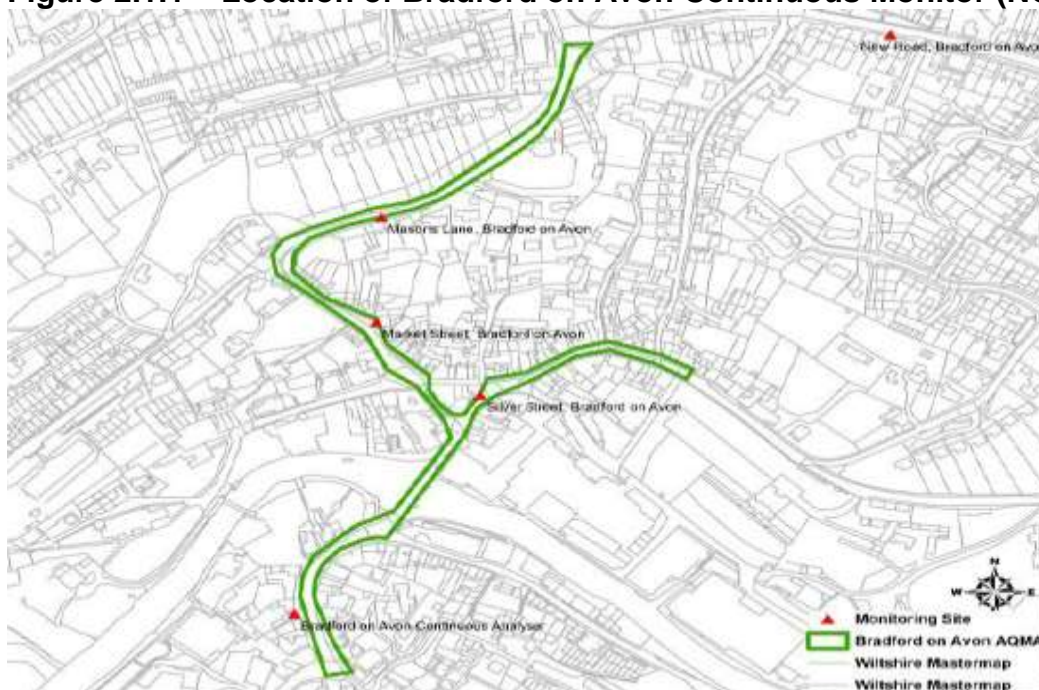 Location of Bradford on Avon Continuous Monitor
New Road, Bradford on Avon
Masons Lane, Bradford on Avon
Market Street, Bradford on Avon
Silver Street, Bradford on Avon
Bradford on Avon Continuous Analyser
N
W
E
Monitoring Site
Bradford on Avon AQMA
Wiltshire Mastermap
Wiltshire Mastermap